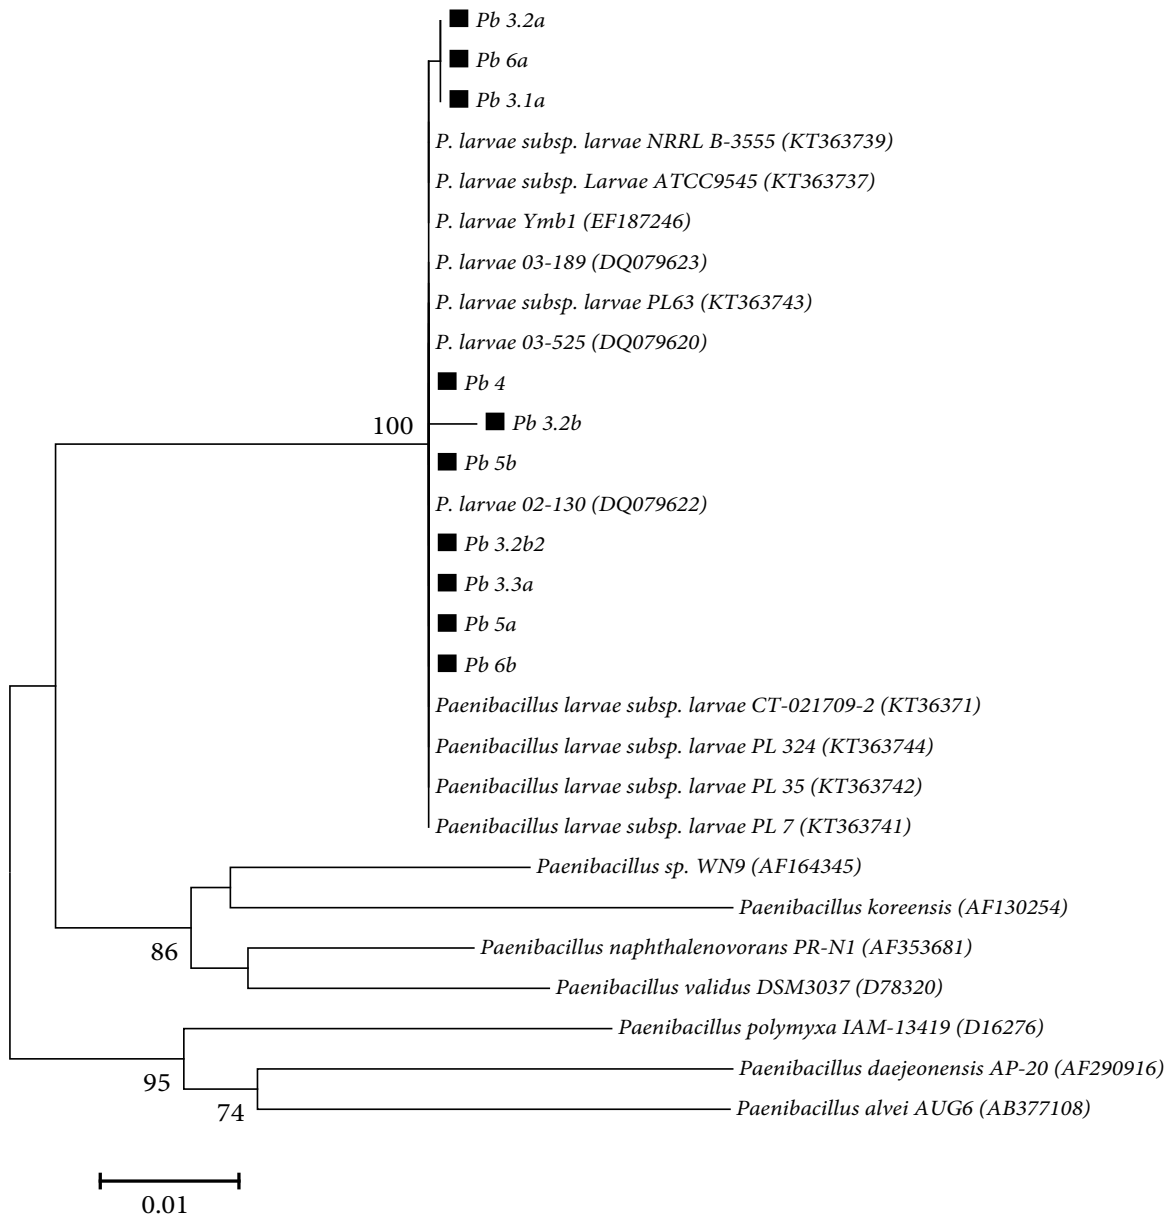 Pb 3.2a
Pb 6a
Pb 3.1a
P. larvae subsp. larvae NRRL B-3555 (KT363739)
P. larvae subsp. Larvae ATCC9545 (KT363737)
P. larvae Ymb1 (EF187246)
P. larvae 03-189 (DQ079623)
P. larvae subsp. larvae PL63 (KT363743)
P. larvae 03-525 (DQ079620)
Pb 4
Pb 3.2b
100
Pb 5b
P. larvae 02-130 (DQ079622)
Pb 3.2b2
Pb 3.3a
Pb 5a
Pb 6b
Paenibacillus larvae subsp. larvae CT-021709-2 (KT36371)
Paenibacillus larvae subsp. larvae PL 324 (KT363744)
Paenibacillus larvae subsp. larvae PL 35 (KT363742)
Paenibacillus larvae subsp. larvae PL 7 (KT363741)
Paenibacillus sp. WN9 (AF164345)
Paenibacillus koreensis (AF130254)
Paenibacillus naphthalenovorans PR-N1 (AF353681)
86
Paenibacillus validus DSM3037 (D78320)
Paenibacillus polymyxa IAM-13419 (D16276)
Paenibacillus daejeonensis AP-20 (AF290916)
95
Paenibacillus alvei AUG6 (AB377108)
74
0.01